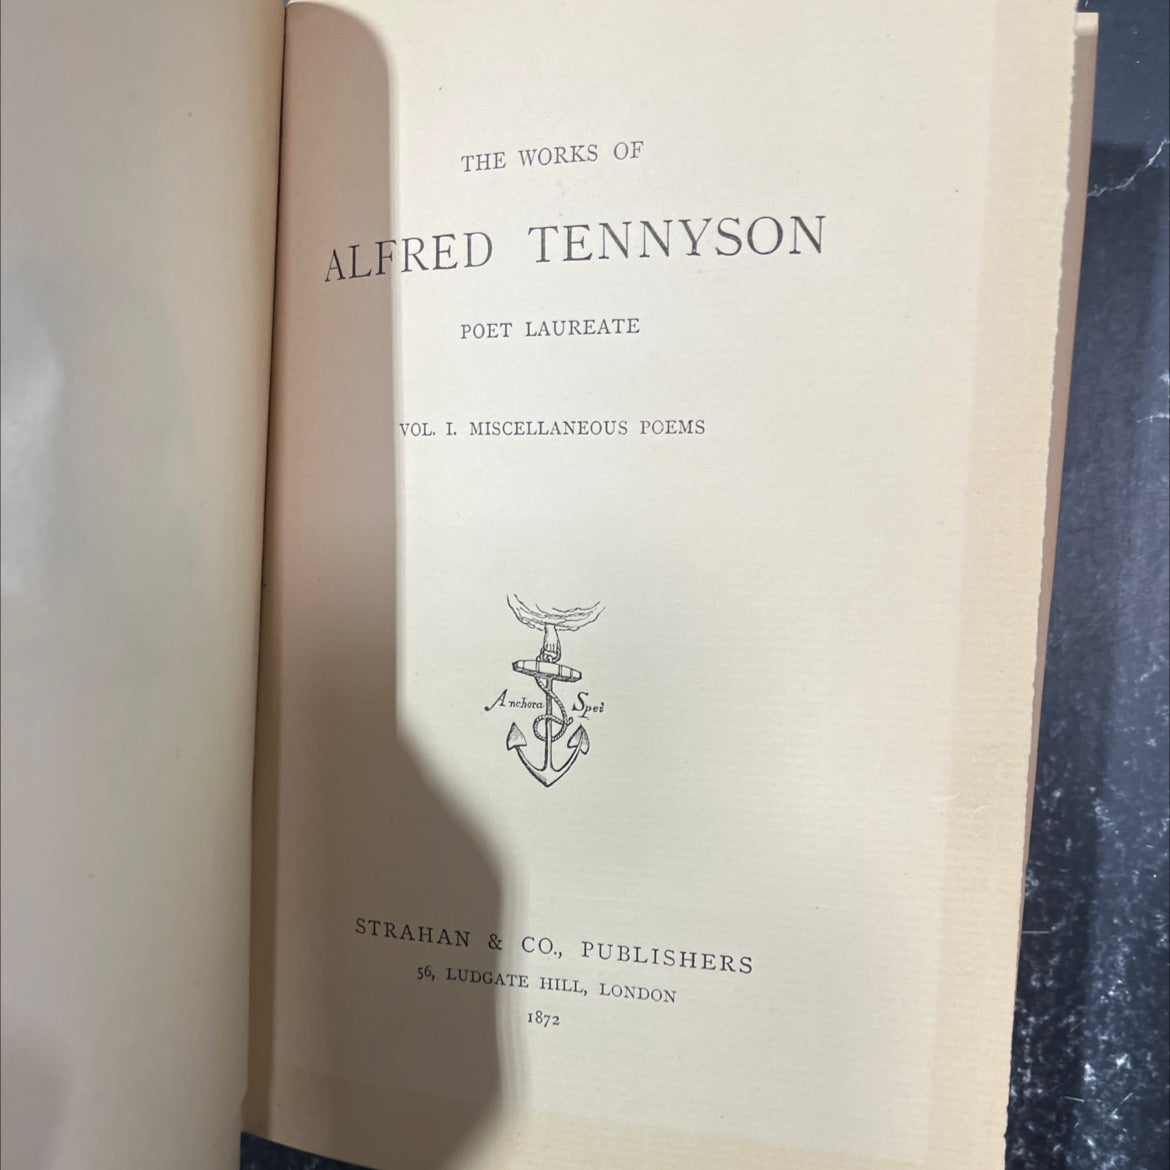 THE WORKS OF
ALFRED TENNYSON
POET LAUREATE
VOL. I. MISCELLANEOUS POEMS
Anchora Spei
STRAHAN & CO., PUBLISHERS
56, LUDGATE HILL, LONDON
1872